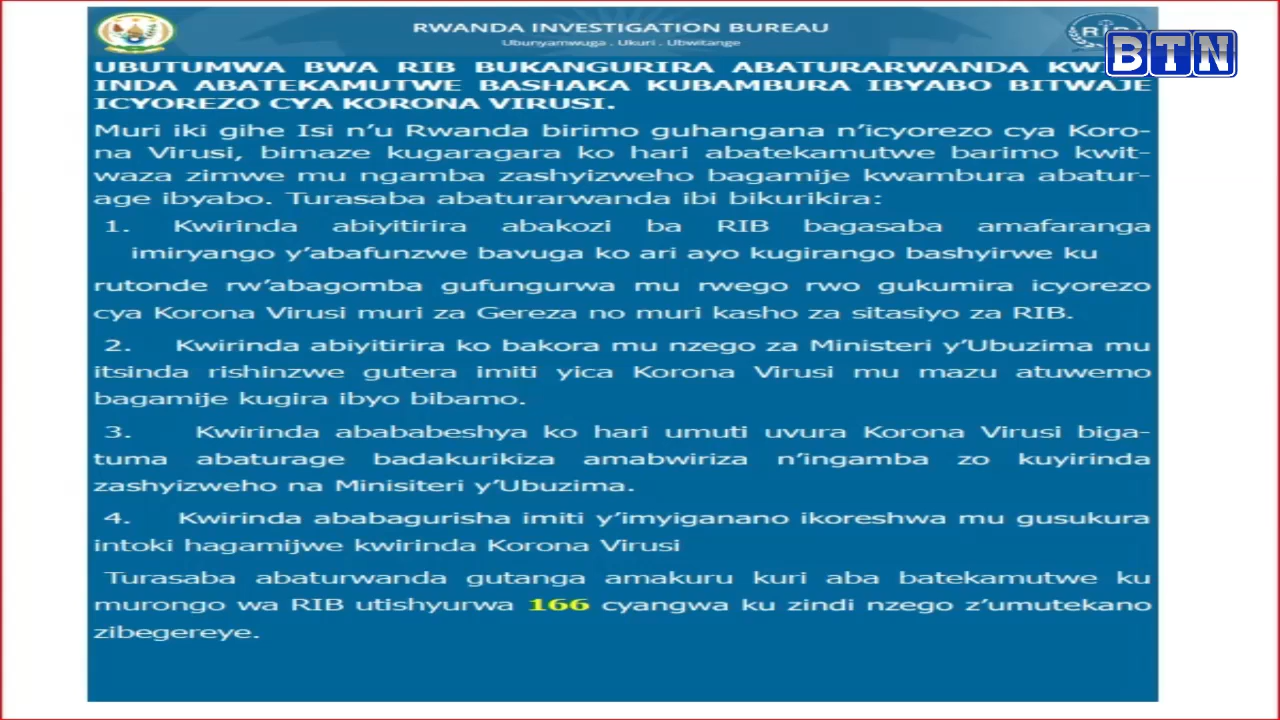 RWANDA INVESTIGATION BUREAU
Ubunyamwuga . Ukuri . Ubwitange
BTN
UBUTUMWA BWA RIB BUKANGURIRA ABATURARWANDA
INDA ABATEKAMUTWE BASHAKA KUBAMBURA IBYABO BITWAJE
ICYOREZO CYA KORONA VIRUSI.
Muri iki gihe Isi n'u Rwanda birimo guhangana n'icyorezo cya Koro-
na Virusi, bimaze kugaragara ko hari abatekamutwe barimo kwit-
waza zimwe mu ngamba zashyizweho bagamije kwambura abatur-
age ibyabo. Turasaba abaturarwanda ibi bikurikira:
1. Kwirinda abiyitirira abakozi ba RIB bagasaba amafaranga
imiryango y'abafunzwe bavuga ko ari ayo kugirango bashyirwe ku
rutonde rw'abagomba gufungurwa mu rwego rwo gukumira icyorezo
cya Korona Virusi muri za Gereza no muri kasho za sitasiyo za RIB.
2. Kwirinda abiyitirira ko bakora mu nzego za Ministeri y'Ubuzima mu
itsinda rishinzwe gutera imiti yica Korona Virusi mu mazu atuwemo
bagamije kugira ibyo bibamo.
3. Kwirinda abababeshya ko hari umuti uvura Korona Virusi biga-
tuma abaturage badakurikiza amabwiriza n'ingamba zo kuyirinda
zashyizweho na Minisiteri y'Ubuzima.
4. Kwirinda ababagurisha imiti y'imyiganano ikoreshwa mu gusukura
intoki hagamijwe kwirinda Korona Virusi
Turasaba abaturwanda gutanga amakuru kuri aba batekamutwe ku
murongo wa RIB utishyurwa 166 cyangwa ku zindi nzego z'umutekano
zibegereye.